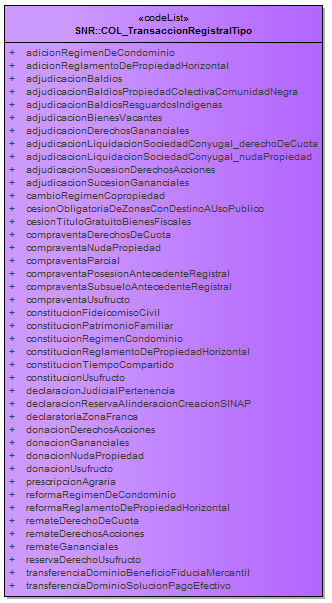 «codeList»
SNR::COL_TransaccionRegistralTipo
+ adicionRegimenDeCondominio
+ adicionReglamentoDePropiedadHorizontal
+ adjudicacionBaldios
+ adjudicacionBaldiosPropiedadColectivaComunidadNegra
+ adjudicacionBaldiosResguardosIndigenas
+ adjudicacionBienesVacantes
+ adjudicacionDerechosGananciales
+ adjudicacionLiquidacionSociedadConyugal_derechoDeCuota
+ adjudicacionLiquidacionSociedadConyugal_nudaPropiedad
+ adjudicacionSucesionDerechosAcciones
+ adjudicacionSucesionGananciales
+ cambioRegimenCopropiedad
+ cesionObligatoriaDeZonasConDestinoAUsoPublico
+ cesionTituloGratuitoBienesFiscales
+ compraventaDerechosDeCuota
+ compraventaNudaPropiedad
+ compraventaParcial
+ compraventaPosesionAntecedenteRegistral
+ compraventaSubsueloAntecedenteRegistral
+ compraventaUsufructo
+ constitucionFideicomisoCivil
+ constitucionPatrimonioFamiliar
+ constitucionRegimenCondominio
+ constitucionReglamentoDePropiedadHorizontal
+ constitucionTiempoCompartido
+ constitucionUsufructo
+ declaracionJudicialPertenencia
+ declaracionReservaAlinderacionCreacionSINAP
+ declaratoriaZonaFranca
+ donacionDerechosAcciones
+ donacionGananciales
+ donacionNudaPropiedad
+ donacionUsufructo
+ prescripcionAgraria
+ reformaRegimenDeCondominio
+ reformaReglamentoDePropiedadHorizontal
+ remateDerechoDeCuota
+ remateDerechosAcciones
+ remateGananciales
+ reservaDerechoUsufructo
+ transferenciaDominioBeneficioFiduciaMercantil
+ transferenciaDominioSolucionPagoEfectivo